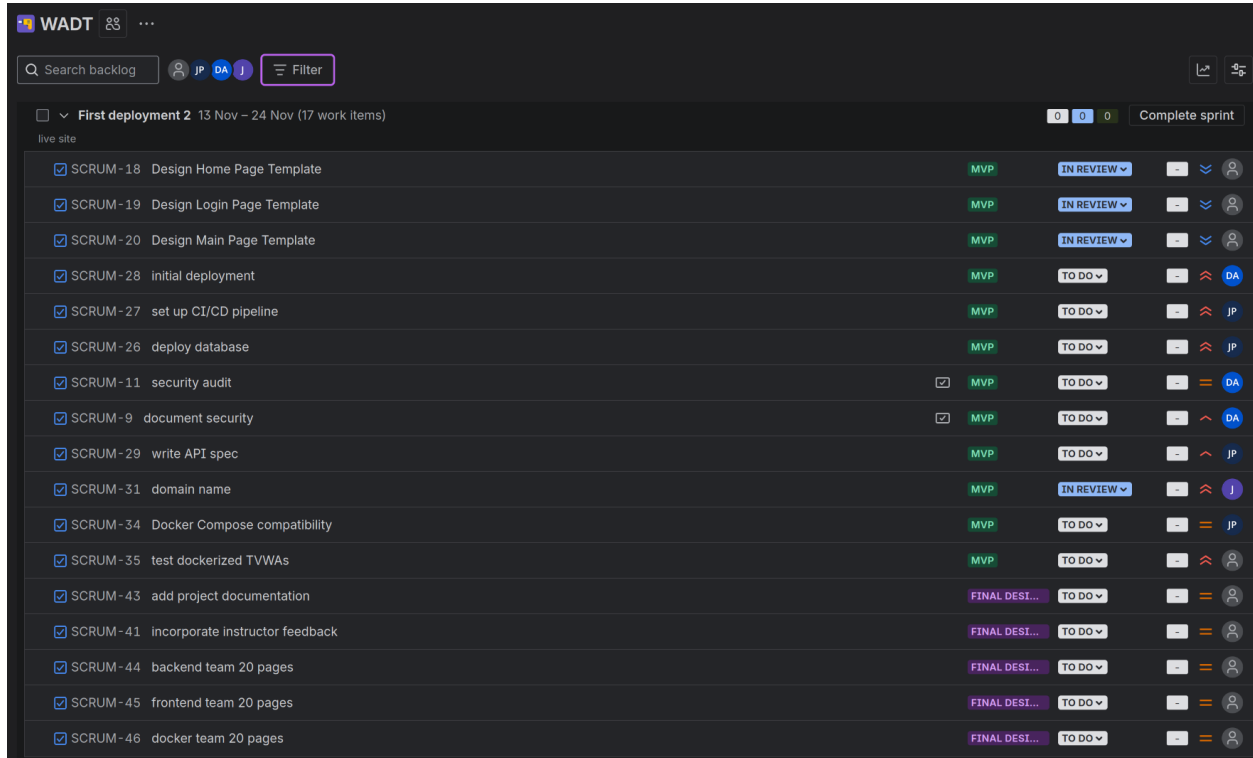 WADT
Search backlog JP DA J Filter
First deployment 2 13 Nov – 24 Nov (17 work items) 0 0 0 Complete sprint
live site
SCRUM-18 Design Home Page Template MVP IN REVIEW -
SCRUM-19 Design Login Page Template MVP IN REVIEW -
SCRUM-20 Design Main Page Template MVP IN REVIEW -
SCRUM-28 initial deployment MVP TO DO - DA
SCRUM-27 set up CI/CD pipeline MVP TO DO - JP
SCRUM-26 deploy database MVP TO DO - JP
SCRUM-11 security audit MVP TO DO - DA
SCRUM-9 document security MVP TO DO - DA
SCRUM-29 write API spec MVP TO DO - JP
SCRUM-31 domain name MVP IN REVIEW - J
SCRUM-34 Docker Compose compatibility MVP TO DO - JP
SCRUM-35 test dockerized TVWAs MVP TO DO -
SCRUM-43 add project documentation FINAL DESI... TO DO -
SCRUM-41 incorporate instructor feedback FINAL DESI... TO DO -
SCRUM-44 backend team 20 pages FINAL DESI... TO DO -
SCRUM-45 frontend team 20 pages FINAL DESI... TO DO -
SCRUM-46 docker team 20 pages FINAL DESI... TO DO -